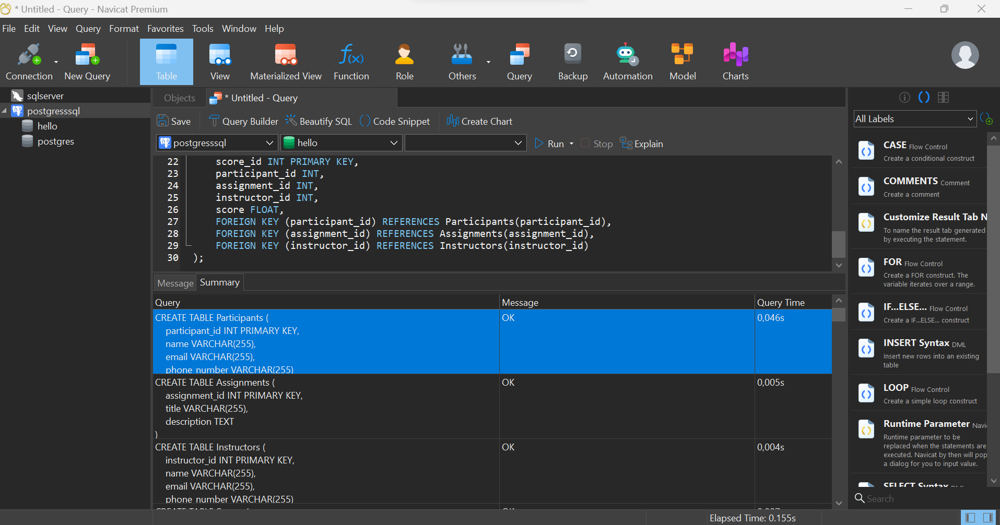 * Untitled - Query - Navicat Premium
File Edit View Query Format Favorites Tools Window Help
Connection New Query Table View Materialized View Function Role Others Query Backup Automation Model Charts
sqlserver
postgresssql
hello
postgres
Objects * Untitled - Query
Save Query Builder Beautify SQL Code Snippet Create Chart
postgresssql hello Run Stop Explain
22 score_id INT PRIMARY KEY,
23 participant_id INT,
24 assignment_id INT,
25 instructor_id INT,
26 score FLOAT,
27 FOREIGN KEY (participant_id) REFERENCES Participants(participant_id),
28 FOREIGN KEY (assignment_id) REFERENCES Assignments(assignment_id),
29 FOREIGN KEY (instructor_id) REFERENCES Instructors(instructor_id)
30 );
Message Summary
Query Message Query Time
CREATE TABLE Participants ( OK 0,046s
participant_id INT PRIMARY KEY,
name VARCHAR(255),
email VARCHAR(255),
phone_number VARCHAR(255)
CREATE TABLE Assignments ( OK 0,005s
assignment_id INT PRIMARY KEY,
title VARCHAR(255),
description TEXT
)
CREATE TABLE Instructors ( OK 0,004s
instructor_id INT PRIMARY KEY,
name VARCHAR(255),
email VARCHAR(255),
phone_number VARCHAR(255)
All Labels
CASE Flow Control
Create a conditional construct
COMMENTS Comment
Create a comment
Customize Result Tab N
To name the result tab generated
by executing the statement.
FOR Flow Control
Create a FOR construct. The
variable iterates over a range.
IF...ELSE... Flow Control
Create a IF...ELSE... construct
INSERT Syntax DML
Insert new rows into an existing
table
LOOP Flow Control
Create a simple loop construct
Runtime Parameter Navi
Runtime parameter to be
replaced when the statements are
executed. Navicat by then will pop
a dialog for you to input value.
SELECT Syntax
Search
Elapsed Time: 0.155s